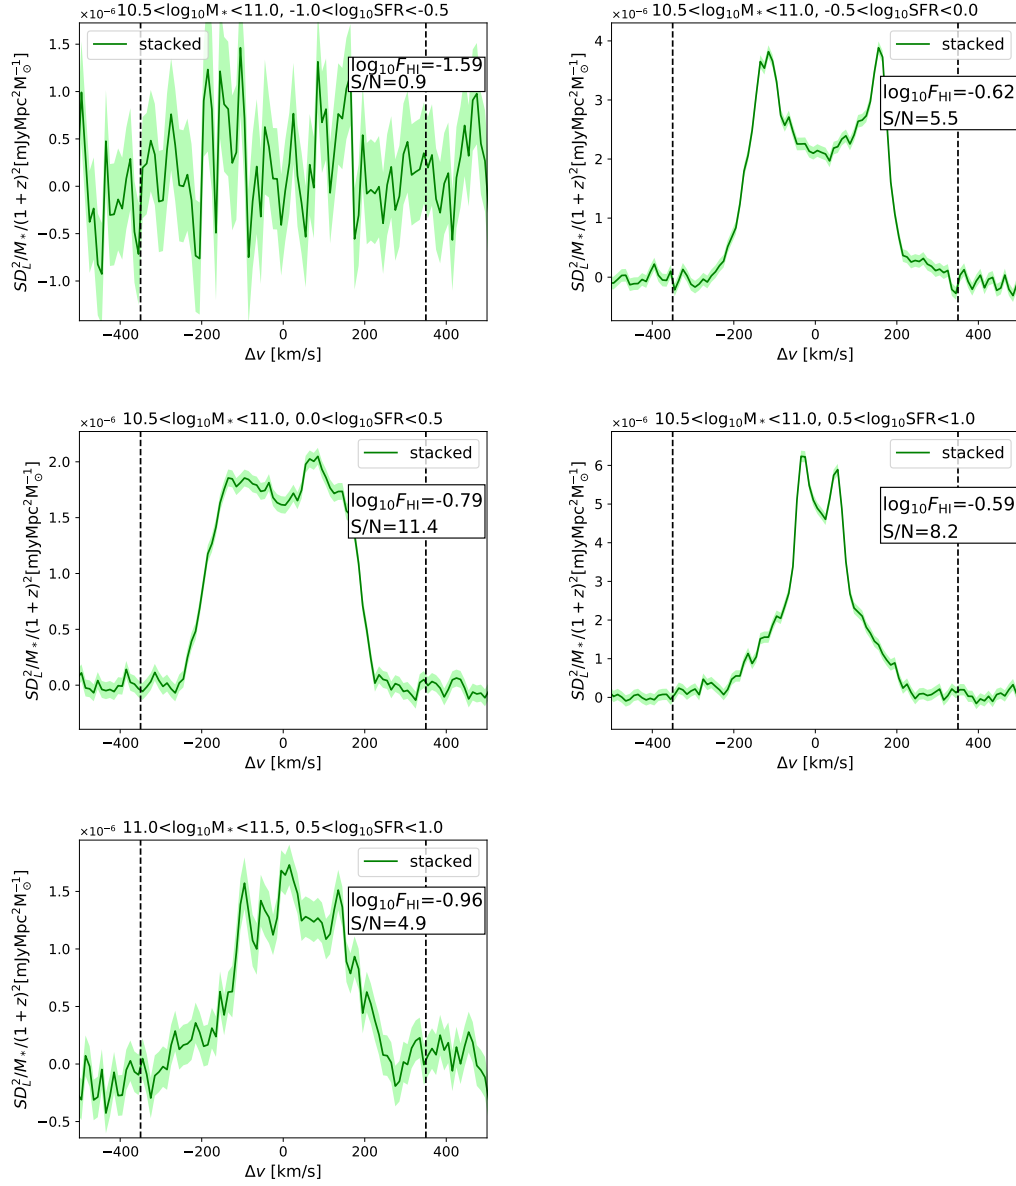 ×10⁻⁶ 10.5<log₁₀M*<11.0, -1.0<log₁₀SFR<-0.5
stacked
log₁₀F_HI=-1.59
S/N=0.9
SD_L²/M*/(1 + z)²[mJyMpc²M_⊙⁻¹]
1.5
1.0
0.5
0.0
−0.5
−1.0
−400 −200 0 200 400
Δv [km/s]
×10⁻⁶ 10.5<log₁₀M*<11.0, -0.5<log₁₀SFR<0.0
log₁₀F_HI=-0.62
S/N=5.5
SD_L²/M*/(1 + z)²[mJyMpc²M_⊙⁻¹]
4
3
2
1
0
−400 −200 0 200 400
Δv [km/s]
×10⁻⁶ 10.5<log₁₀M*<11.0, 0.0<log₁₀SFR<0.5
stacked
log₁₀F_HI=-0.79
S/N=11.4
SD_L²/M*/(1 + z)²[mJyMpc²M_⊙⁻¹]
2.0
1.5
1.0
0.5
0.0
−400 −200 0 200 400
Δv [km/s]
×10⁻⁶ 10.5<log₁₀M*<11.0, 0.5<log₁₀SFR<1.0
stacked
log₁₀F_HI=-0.59
S/N=8.2
SD_L²/M*/(1 + z)²[mJyMpc²M_⊙⁻¹]
6
5
4
3
2
1
0
−400 −200 0 200 400
Δv [km/s]
×10⁻⁶ 11.0<log₁₀M*<11.5, 0.5<log₁₀SFR<1.0
stacked
log₁₀F_HI=-0.96
S/N=4.9
SD_L²/M*/(1 + z)²[mJyMpc²M_⊙⁻¹]
1.5
1.0
0.5
0.0
−0.5
−400 −200 0 200 400
Δv [km/s]